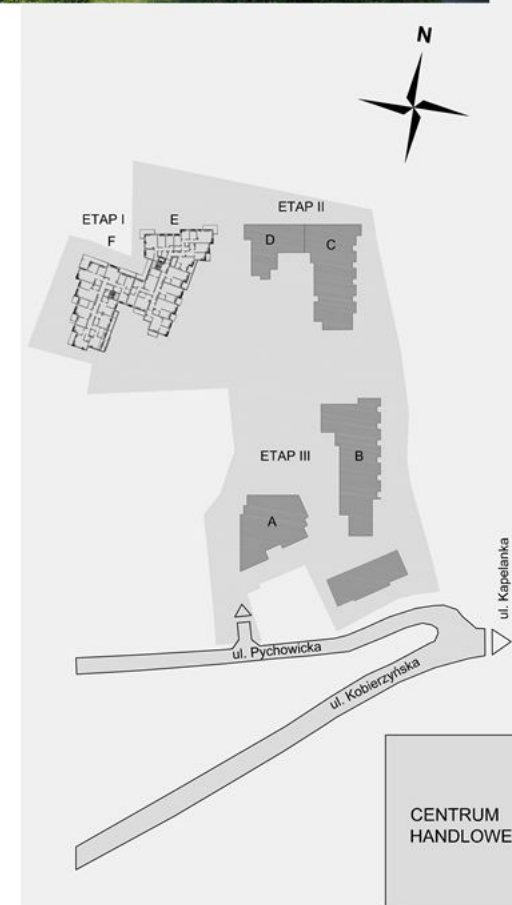 N
ETAP II
ETAP I
E
F
D
C
ETAP III
B
A
ul. Kapelanka
ul. Pychowicka
ul. Kobierzyńska
CENTRUM
HANDLOWE